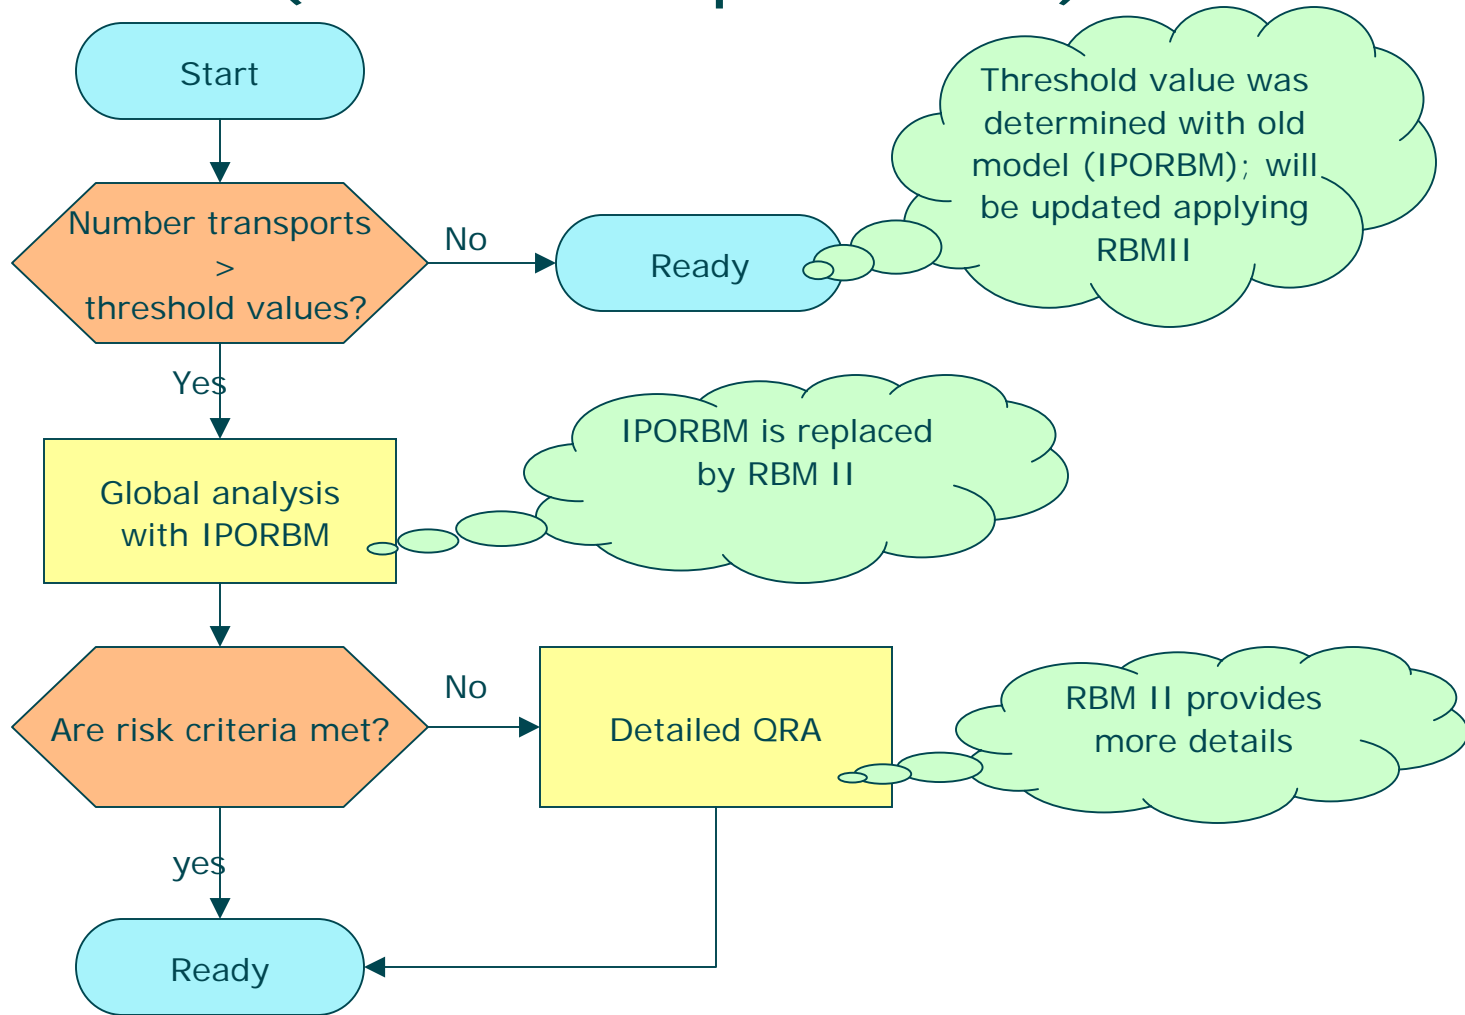 Start
Threshold value was
determined with old
model (IPORBM); will
be updated applying
RBMII
Number transports
>
threshold values?
No
Ready
Yes
IPORBM is replaced
by RBM II
Global analysis
with IPORBM
Are risk criteria met?
No
Detailed QRA
RBM II provides
more details
yes
Ready